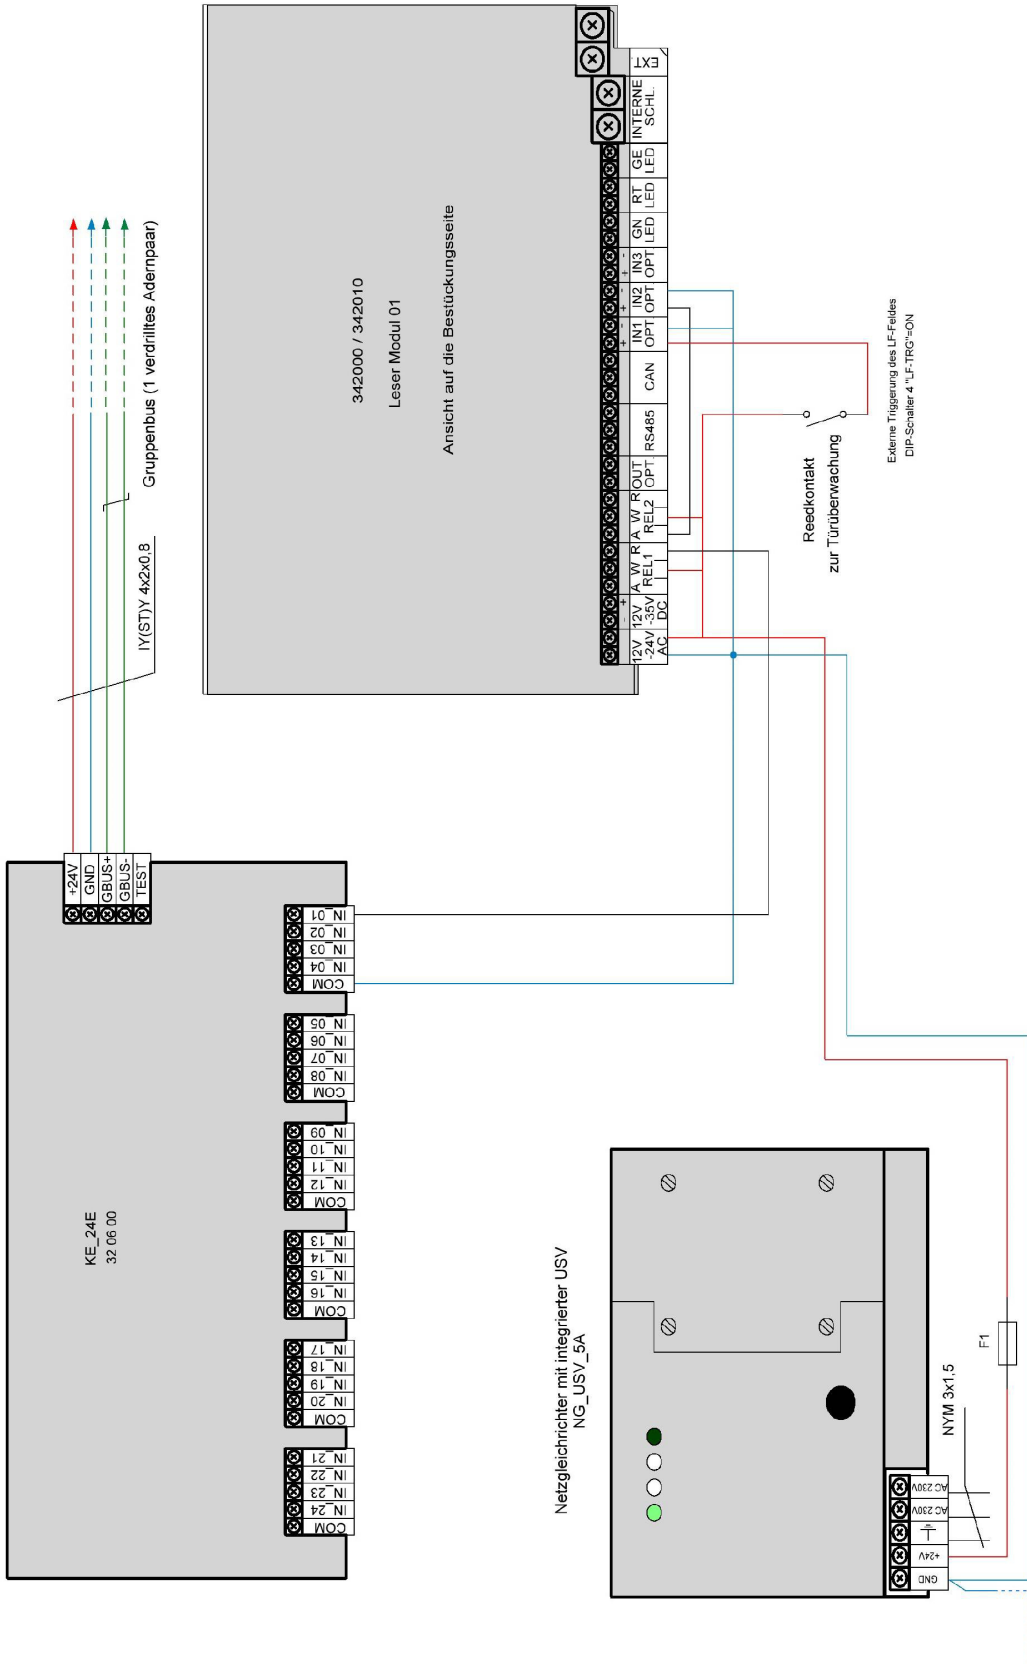 Gruppenbus (1 verdrilltes Adernpaar)
IY(ST)Y 4x2x0,8
+24V
GND
GBUS+
GBUS-
TEST
KE_24E
32 06 00
IN_01
IN_02
IN_03
IN_04
COM
IN_05
IN_06
IN_07
IN_08
COM
IN_09
IN_10
IN_11
IN_12
COM
IN_13
IN_14
IN_15
IN_16
COM
IN_17
IN_18
IN_19
IN_20
COM
IN_21
IN_22
IN_23
IN_24
COM
342000 / 342010
Leser Modul 01
Ansicht auf die Bestückungsseite
12V
-24V
AC
- +
12V
-35V
DC
A W R
REL1
A W R
REL2
OUT
OPT.
RS485
CAN
+ -
IN1
OPT.
+ -
IN2
OPT.
+ -
IN3
OPT.
GN
LED
RT
LED
GE
LED
INTERNE
SCHL.
EXT.
Reedkontakt
zur Türüberwachung
Externe Triggerung des LF-Feldes
DIP-Schalter 4 "LF-TRG"=ON
Netzgleichrichter mit integrierter USV
NG_USV_5A
NYM 3x1,5
F1
AC 230V
AC 230V
+24V
GND